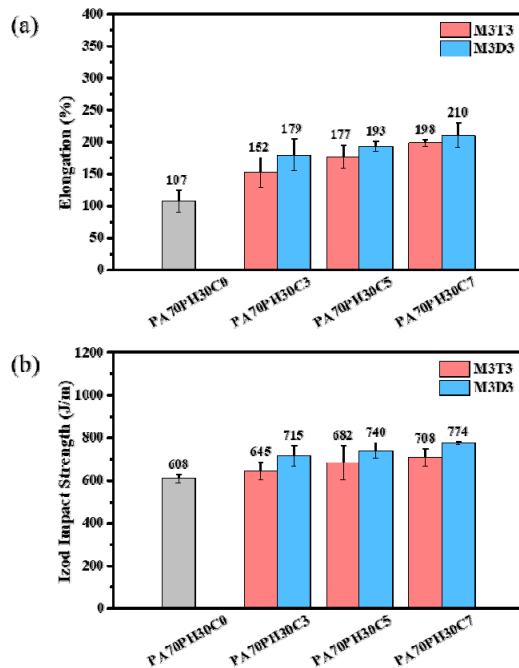 (a)
400
350
300
250
200
150
100
50
0
Elongation (%)
M3T3
M3D3
107
152
179
177
193
198
210
PA70PH30C0
PA70PH30C3
PA70PH30C5
PA70PH30C7
(b)
1200
1000
800
600
400
200
0
Izod Impact Strength (J/m)
M3T3
M3D3
608
645
715
682
740
708
774
PA70PH30C0
PA70PH30C3
PA70PH30C5
PA70PH30C7